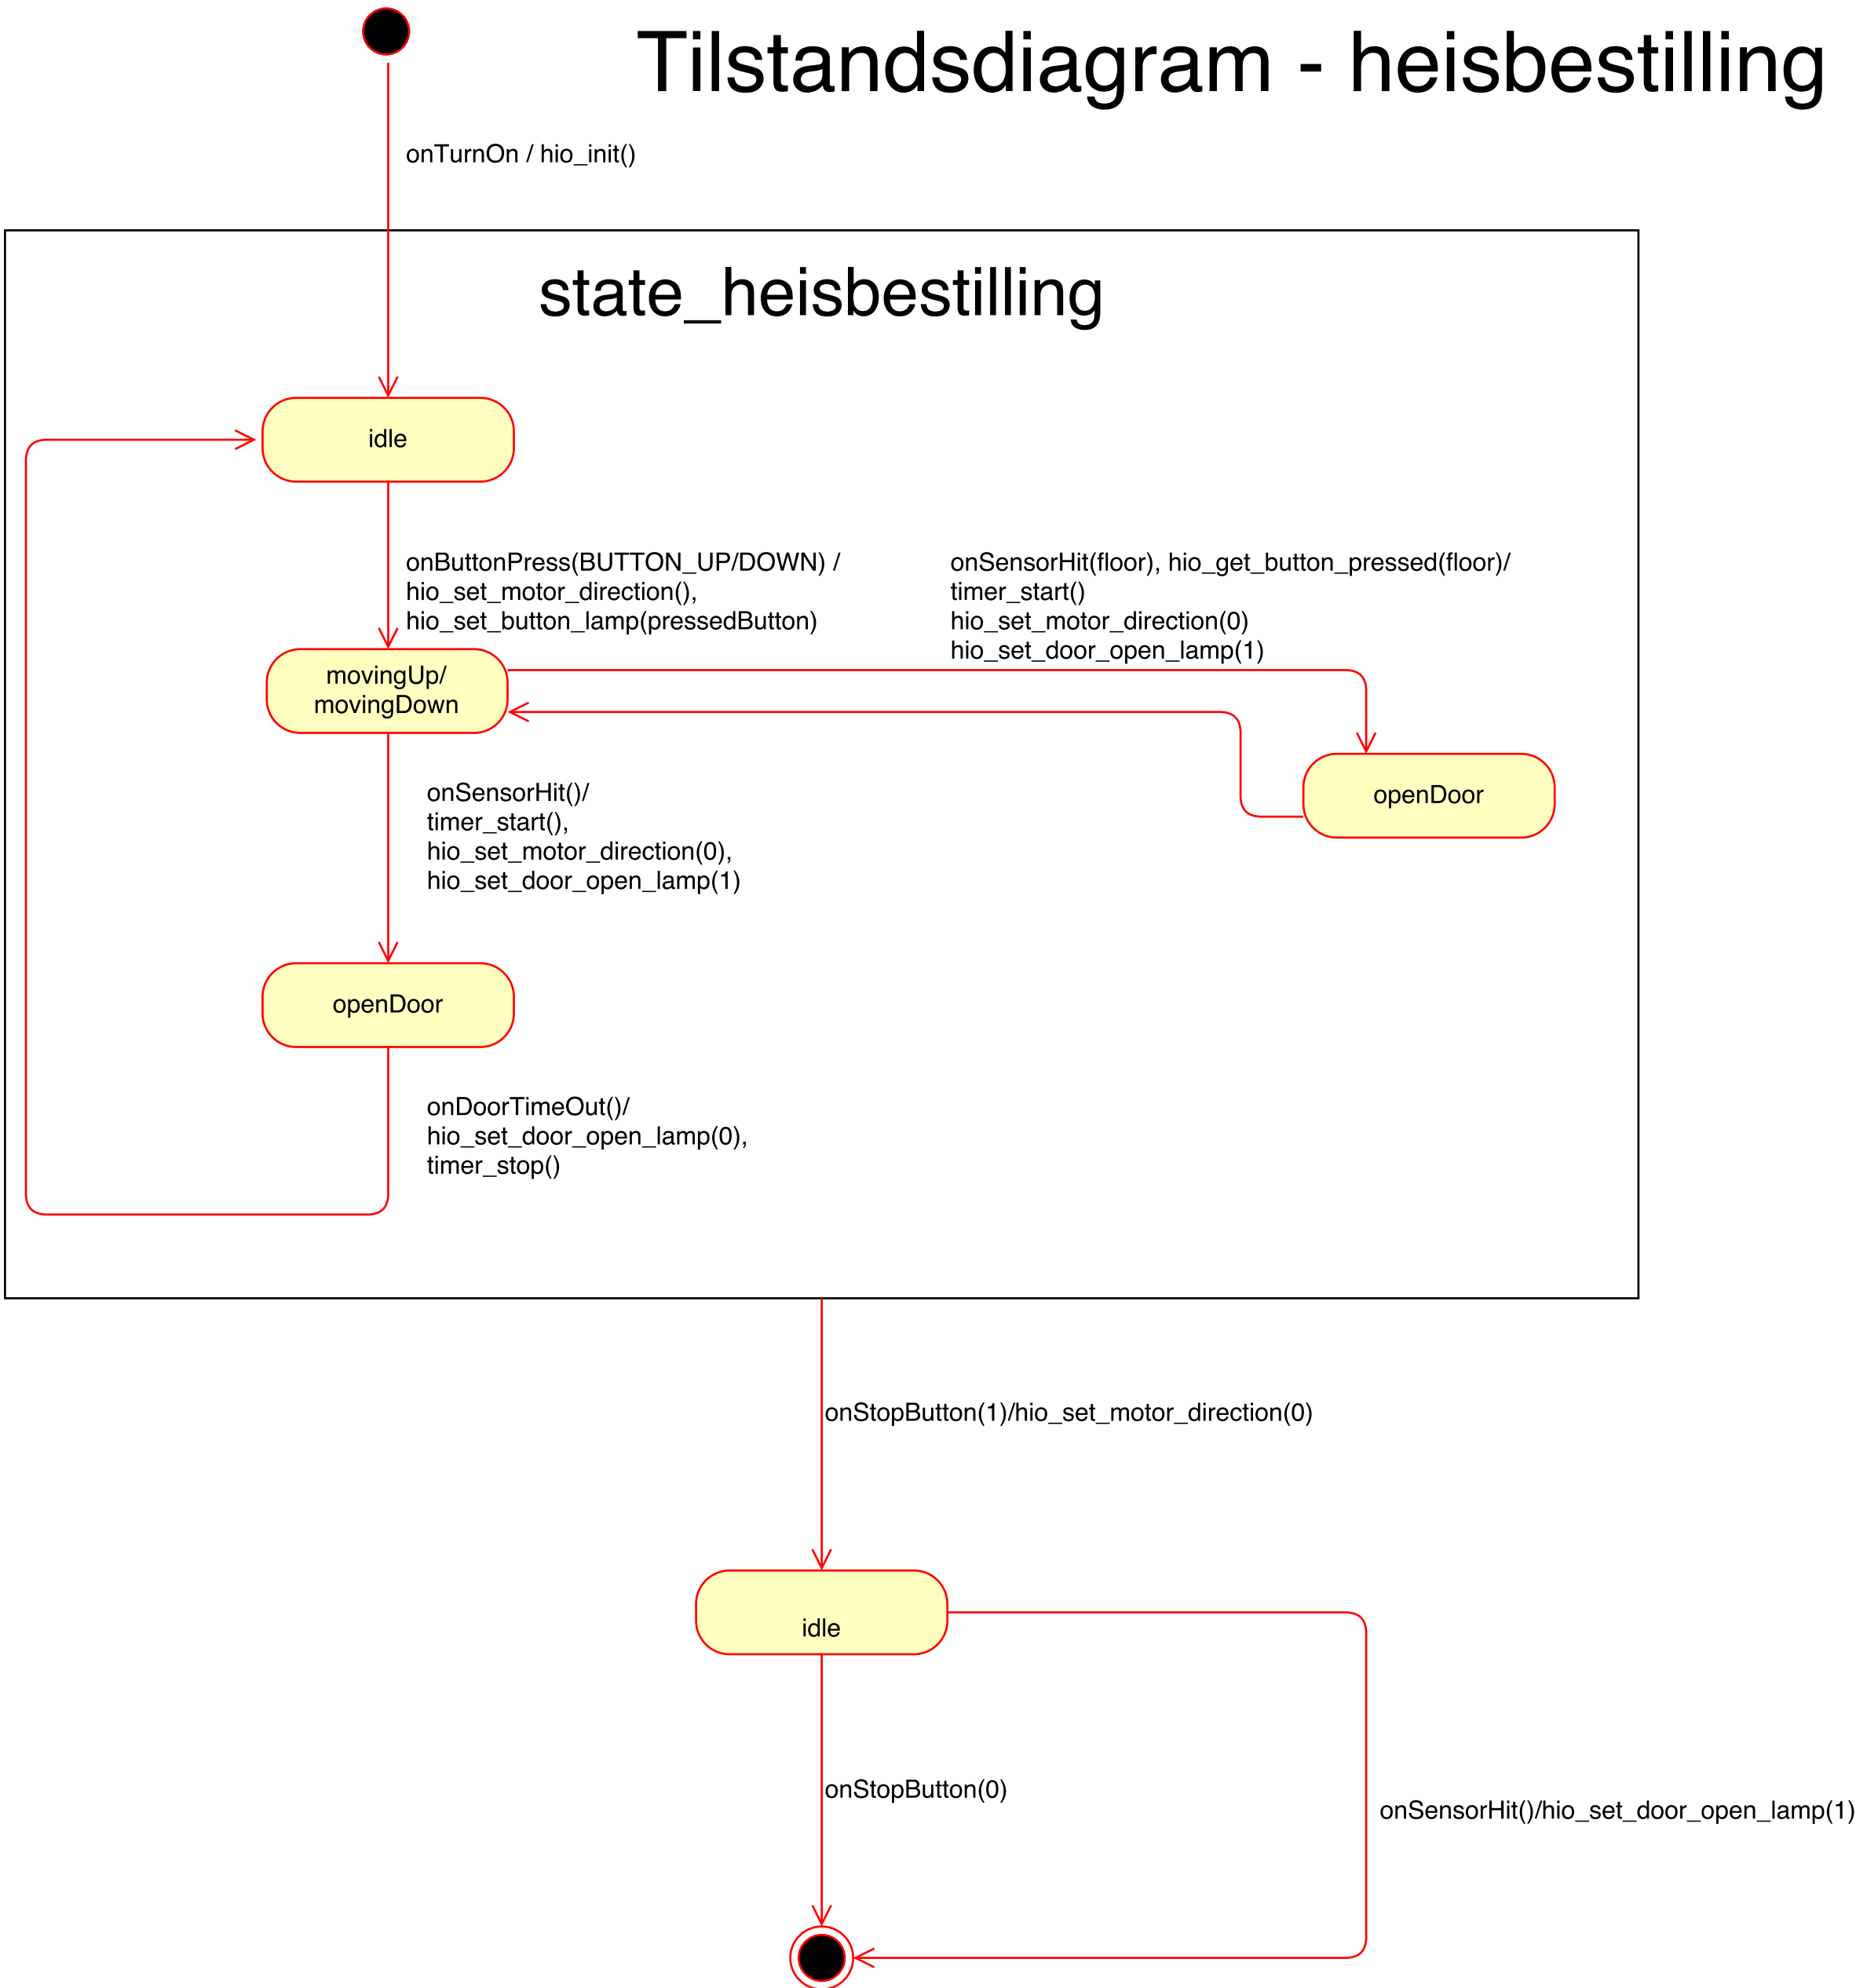 Tilstandsdiagram - heisbestilling
onTurnOn / hio_init()
state_heisbestilling
idle
onButtonPress(BUTTON_UP/DOWN) /
hio_set_motor_direction(),
hio_set_button_lamp(pressedButton)
onSensorHit(floor), hio_get_button_pressed(floor)/
timer_start()
hio_set_motor_direction(0)
hio_set_door_open_lamp(1)
movingUp/
movingDown
openDoor
onSensorHit()/
timer_start(),
hio_set_motor_direction(0),
hio_set_door_open_lamp(1)
openDoor
onDoorTimeOut()/
hio_set_door_open_lamp(0),
timer_stop()
onStopButton(1)/hio_set_motor_direction(0)
idle
onStopButton(0)
onSensorHit()/hio_set_door_open_lamp(1)